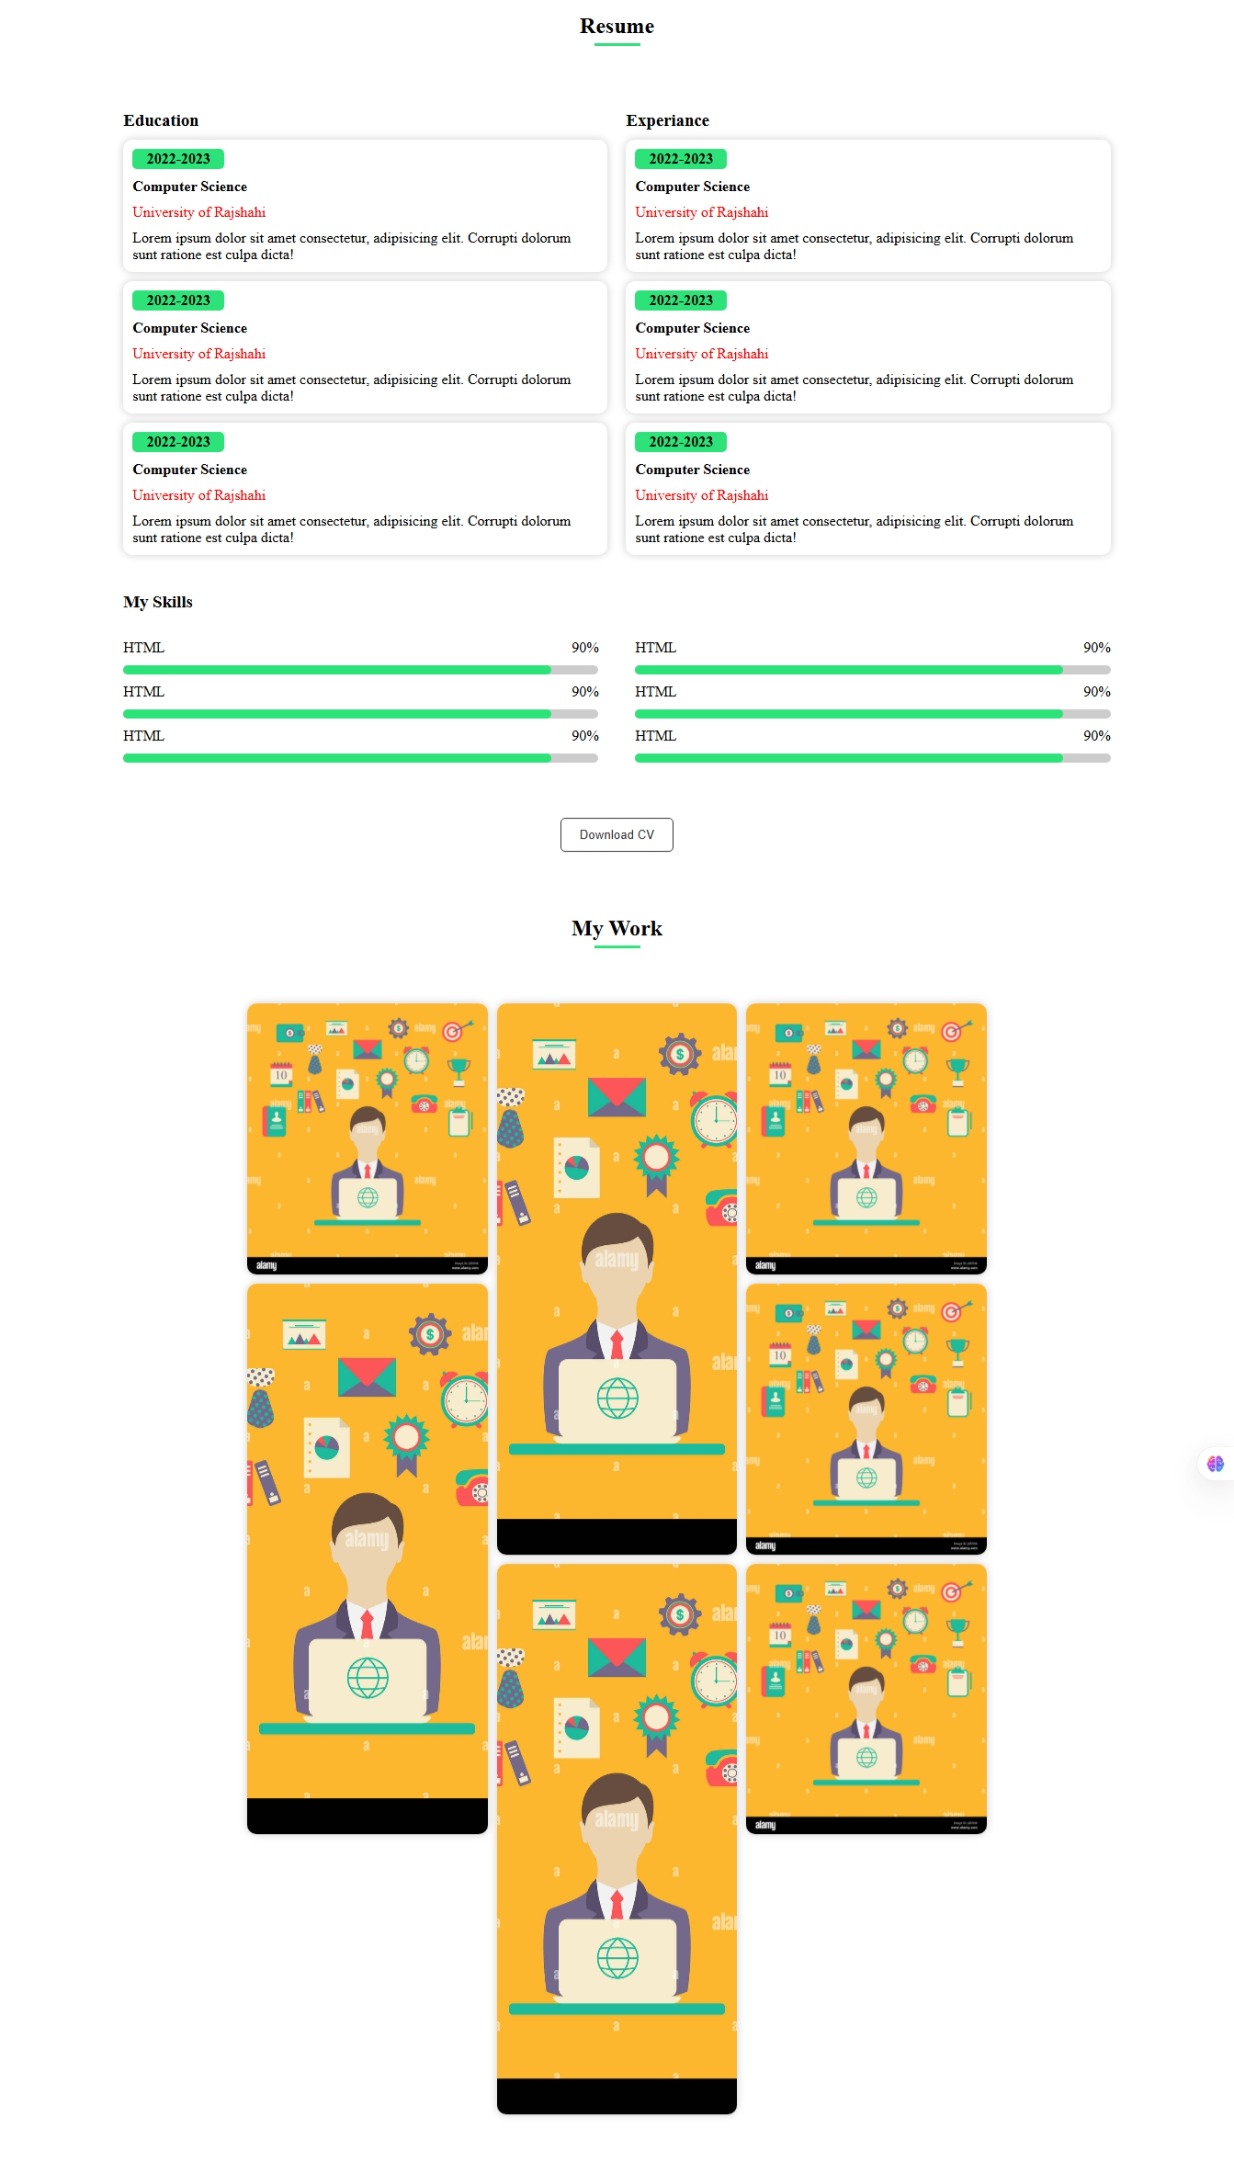 Resume
Education
2022-2023
Computer Science
University of Rajshahi
Lorem ipsum dolor sit amet consectetur, adipisicing elit. Corrupti dolorum
sunt ratione est culpa dicta!
2022-2023
Computer Science
University of Rajshahi
Lorem ipsum dolor sit amet consectetur, adipisicing elit. Corrupti dolorum
sunt ratione est culpa dicta!
2022-2023
Computer Science
University of Rajshahi
Lorem ipsum dolor sit amet consectetur, adipisicing elit. Corrupti dolorum
sunt ratione est culpa dicta!
Experiance
2022-2023
Computer Science
University of Rajshahi
Lorem ipsum dolor sit amet consectetur, adipisicing elit. Corrupti dolorum
sunt ratione est culpa dicta!
2022-2023
Computer Science
University of Rajshahi
Lorem ipsum dolor sit amet consectetur, adipisicing elit. Corrupti dolorum
sunt ratione est culpa dicta!
2022-2023
Computer Science
University of Rajshahi
Lorem ipsum dolor sit amet consectetur, adipisicing elit. Corrupti dolorum
sunt ratione est culpa dicta!
My Skills
HTML 90%
HTML 90%
HTML 90%
HTML 90%
HTML 90%
HTML 90%
Download CV
My Work
10
alamy
alamy
10
alamy
10
alamy
alamy
alamy
10
alamy